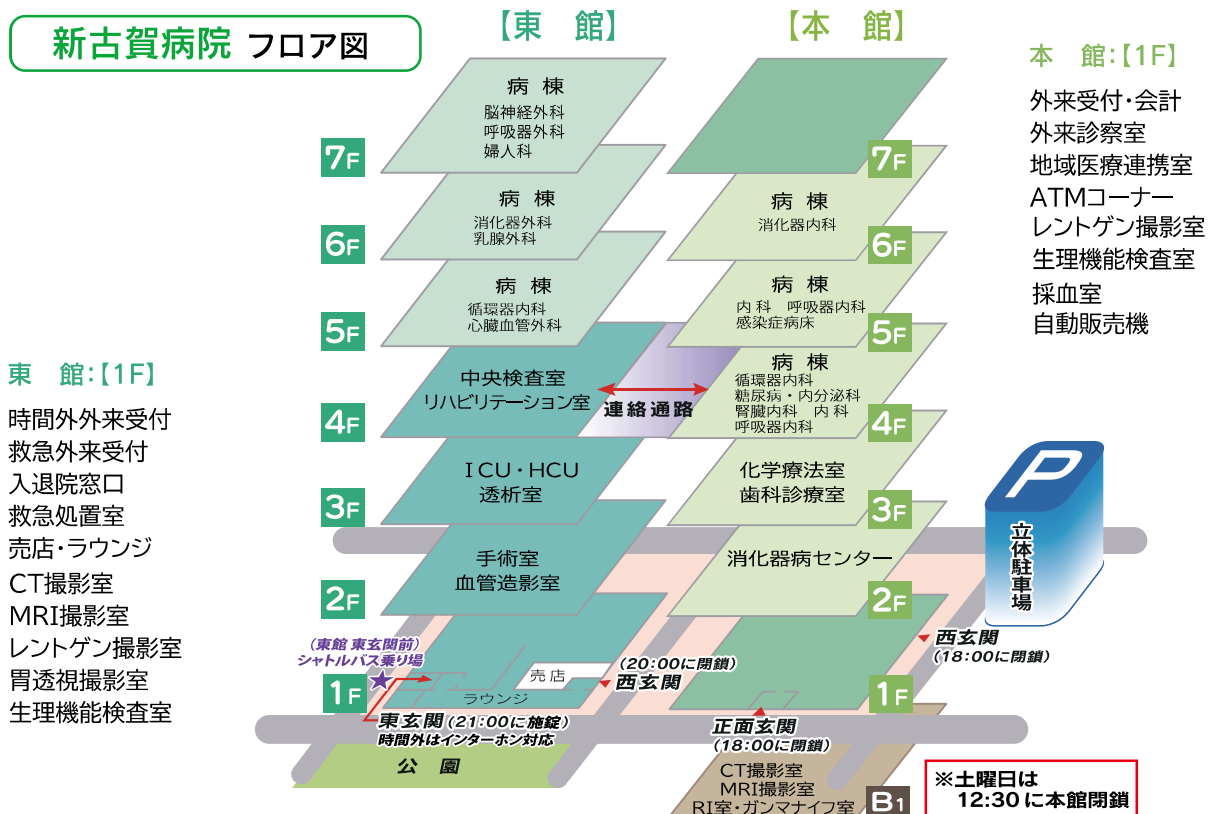 新古賀病院 フロア図
【東 館】
【本 館】
病 棟
脳神経外科
呼吸器外科
婦人科
7F
病 棟
消化器外科
乳腺外科
6F
病 棟
循環器内科
心臓血管外科
5F
中央検査室
リハビリテーション室
4F
連絡通路
ICU・HCU
透析室
3F
手術室
血管造影室
2F
(東館 東玄関前)
シャトルバス乗り場
売店
ラウンジ
1F
(20:00に閉鎖)
西玄関
東玄関(21:00に施錠)
時間外はインターホン対応
公 園
7F
病 棟
消化器内科
6F
病 棟
内科 呼吸器内科
感染症病床
5F
病 棟
循環器内科
糖尿病・内分泌科
腎臓内科 内科
呼吸器内科
4F
化学療法室
歯科診療室
3F
消化器病センター
2F
西玄関
(18:00に閉鎖)
1F
正面玄関
(18:00に閉鎖)
CT撮影室
MRI撮影室
RI室・ガンマナイフ室
B1
P
立体駐車場
※土曜日は
12:30に本館閉鎖
本 館:【1F】
外来受付・会計
外来診察室
地域医療連携室
ATMコーナー
レントゲン撮影室
生理機能検査室
採血室
自動販売機
東 館:【1F】
時間外外来受付
救急外来受付
入退院窓口
救急処置室
売店・ラウンジ
CT撮影室
MRI撮影室
レントゲン撮影室
胃透視撮影室
生理機能検査室